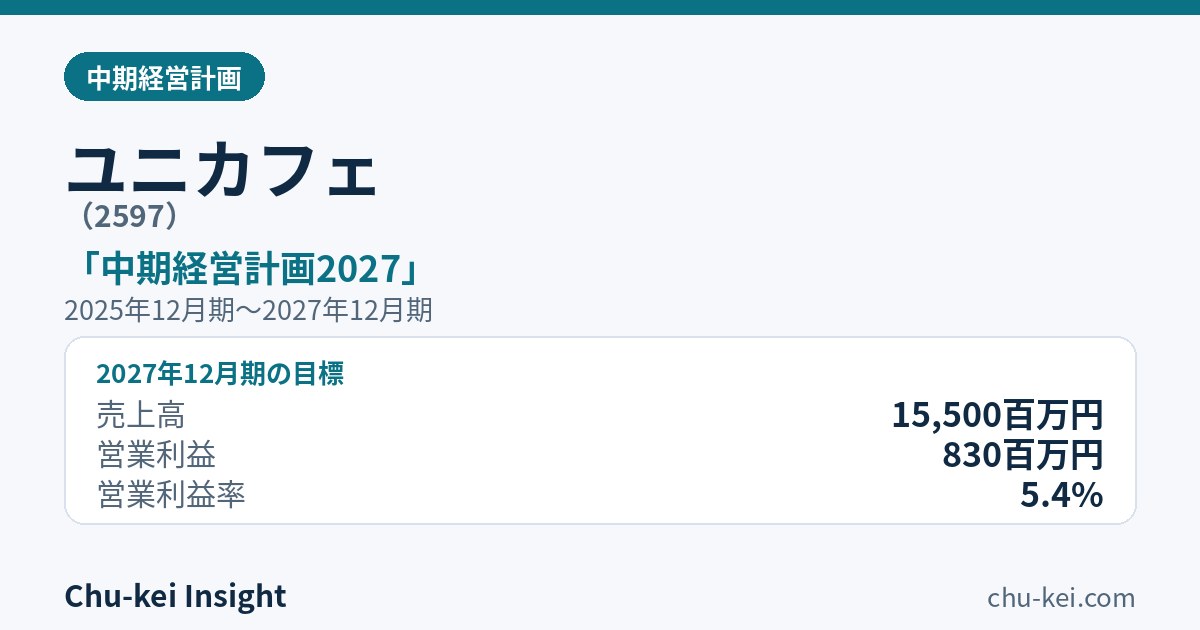 中期経営計画
ユニカフェ
（2597）
「中期経営計画2027」
2025年12月期～2027年12月期
2027年12月期の目標
売上高 15,500百万円
営業利益 830百万円
営業利益率 5.4%
Chu-kei Insight chu-kei.com